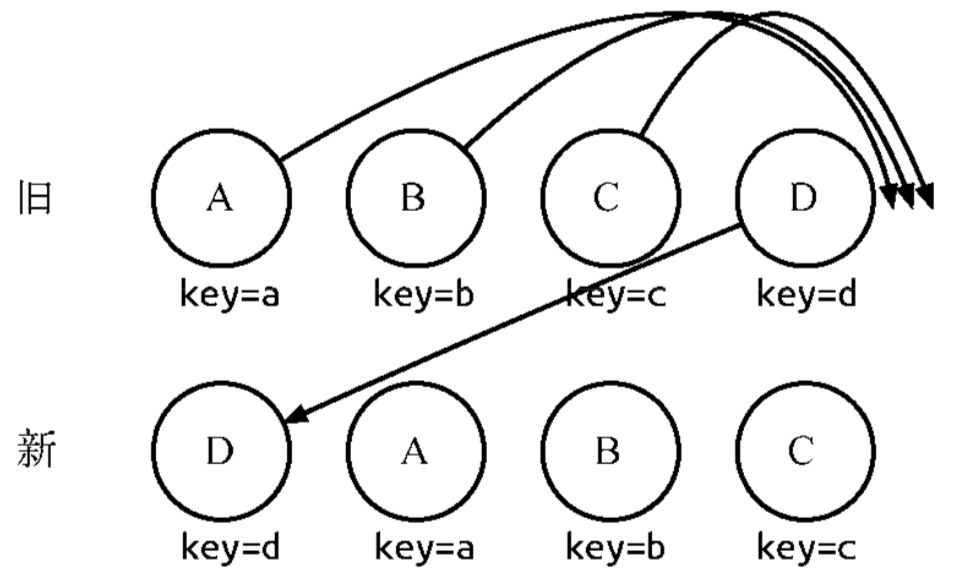 旧 A B C D
key=a key=b key=c key=d
新 D A B C
key=d key=a key=b key=c